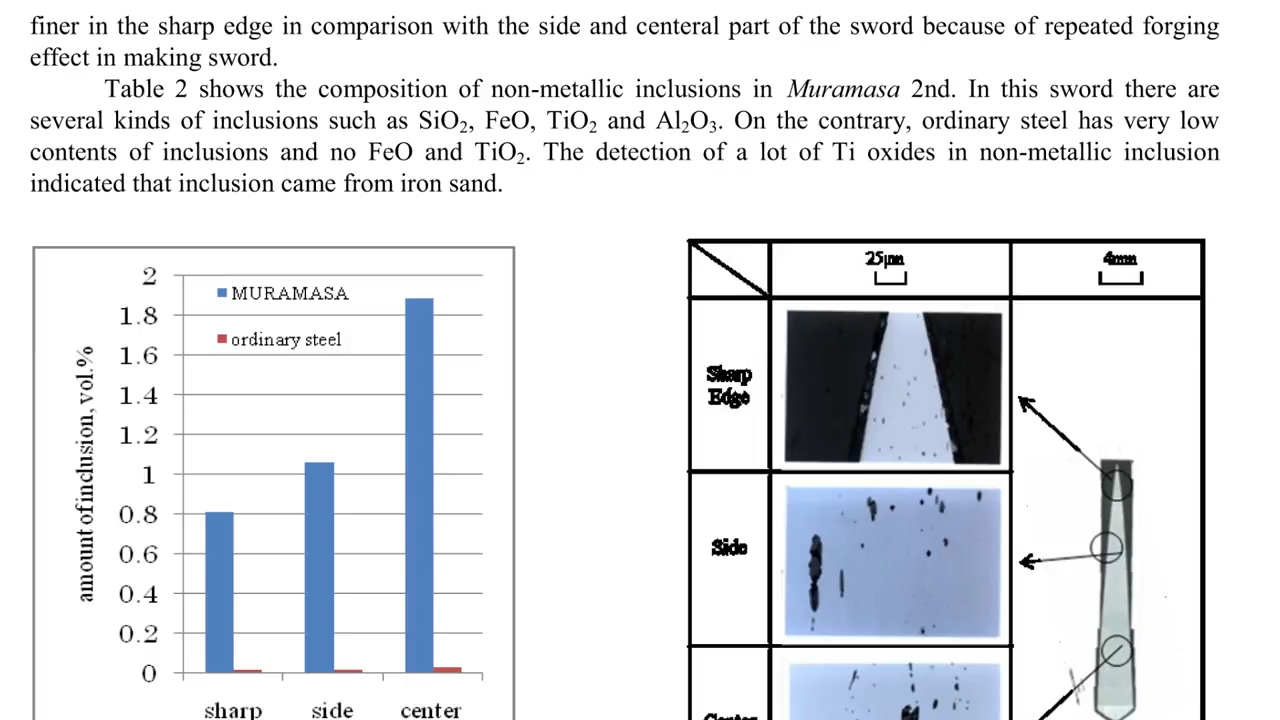 finer in the sharp edge in comparison with the side and centeral part of the sword because of repeated forging
effect in making sword.
Table 2 shows the composition of non-metallic inclusions in Muramasa 2nd. In this sword there are
several kinds of inclusions such as SiO₂, FeO, TiO₂ and Al₂O₃. On the contrary, ordinary steel has very low
contents of inclusions and no FeO and TiO₂. The detection of a lot of Ti oxides in non-metallic inclusion
indicated that inclusion came from iron sand.
amount of inclusion, vol.%
2
1.8
1.6
1.4
1.2
1
0.8
0.6
0.4
0.2
0
MURAMASA
ordinary steel
sharp
side
center
25μm
4mm
Sharp
Edge
Side
Center